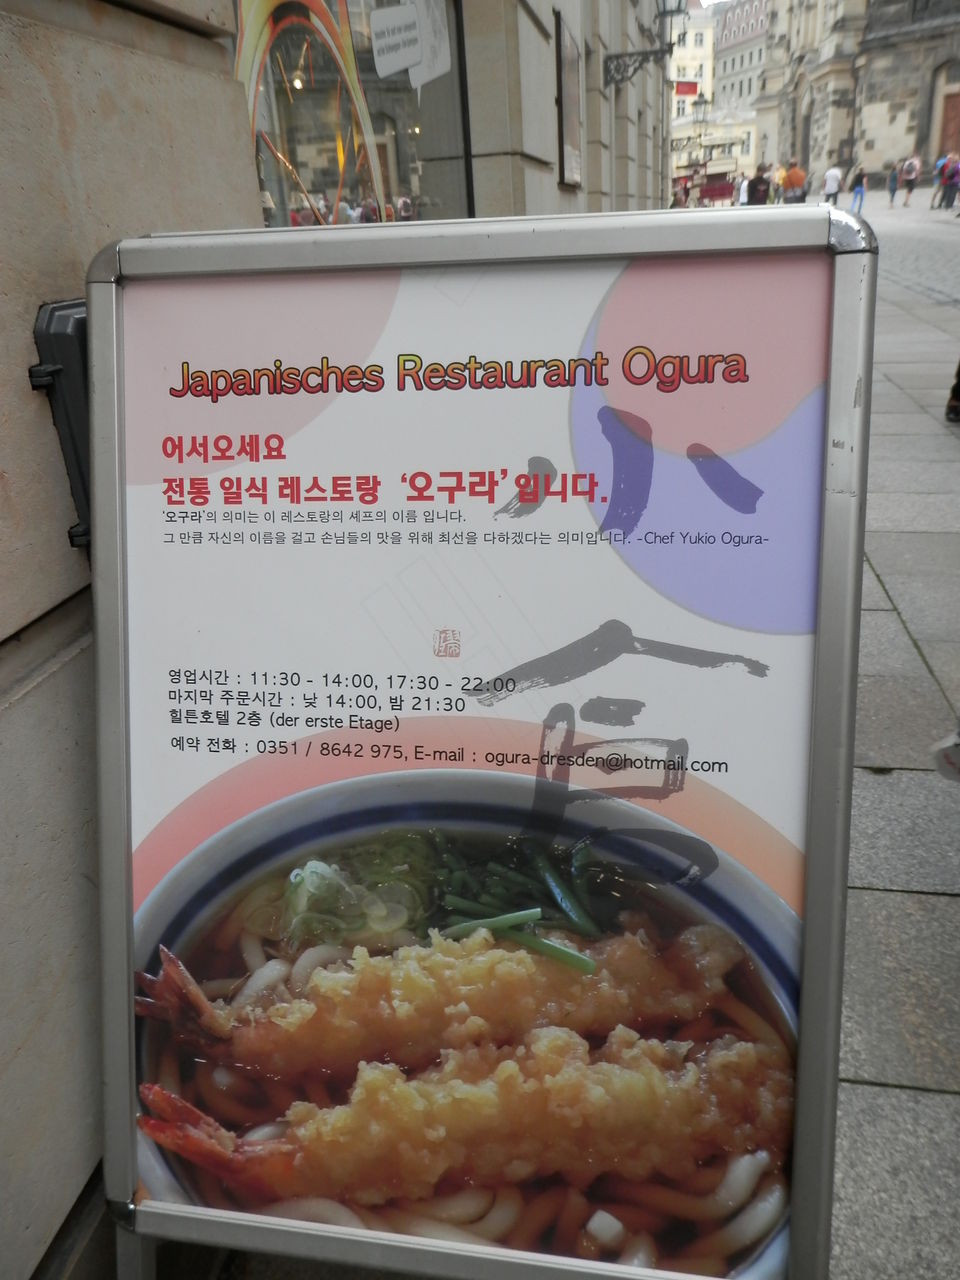 Japanisches Restaurant Ogura
어서오세요
전통 일식 레스토랑 ‘오구라’입니다.
‘오구라’의 의미는 이 레스토랑의 셰프의 이름 입니다.
그 만큼 자신의 이름을 걸고 손님들의 맛을 위해 최선을 다하겠다는 의미입니다. -Chef Yukio Ogura-
영업시간 : 11:30 - 14:00, 17:30 - 22:00
마지막 주문시간 : 낮 14:00, 밤 21:30
힐튼호텔 2층 (der erste Etage)
예약 전화 : 0351 / 8642 975, E-mail : ogura-dresden@hotmail.com